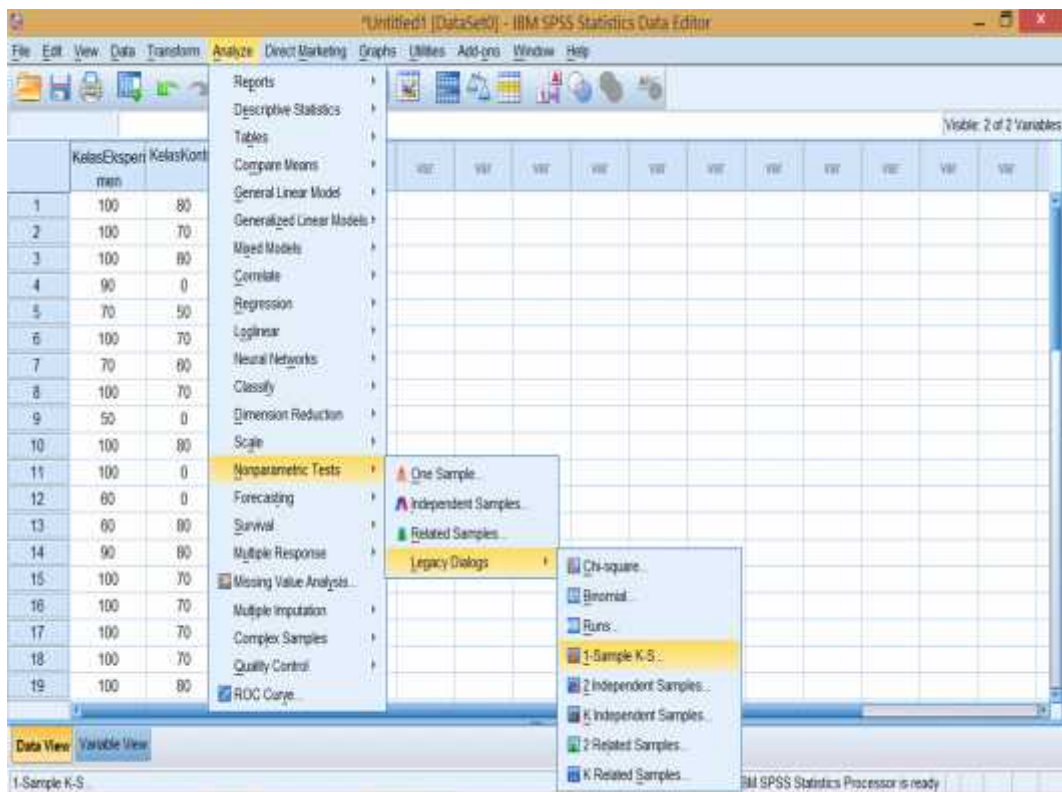 *Untitled1 [DataSet0] - IBM SPSS Statistics Data Editor
File Edit View Data Transform Analyze Direct Marketing Graphs Utilities Add-ons Window Help
Visible: 2 of 2 Variables
KelasEksperimen KelasKont
var var var var var var var var var var
1 100 80
2 100 70
3 100 80
4 90 0
5 70 50
6 100 70
7 70 60
8 100 70
9 50 0
10 100 80
11 100 0
12 60 0
13 60 80
14 90 80
15 100 70
16 100 70
17 100 70
18 100 70
19 100 80
Reports
Descriptive Statistics
Tables
Compare Means
General Linear Model
Generalized Linear Models
Mixed Models
Correlate
Regression
Loglinear
Neural Networks
Classify
Dimension Reduction
Scale
Nonparametric Tests
Forecasting
Survival
Multiple Response
Missing Value Analysis...
Multiple Imputation
Complex Samples
Quality Control
ROC Curve...
One Sample...
Independent Samples...
Related Samples...
Legacy Dialogs
Chi-square...
Binomial...
Runs...
1-Sample K-S...
2 Independent Samples...
K Independent Samples...
2 Related Samples...
K Related Samples...
Data View Variable View
1-Sample K-S...
IBM SPSS Statistics Processor is ready